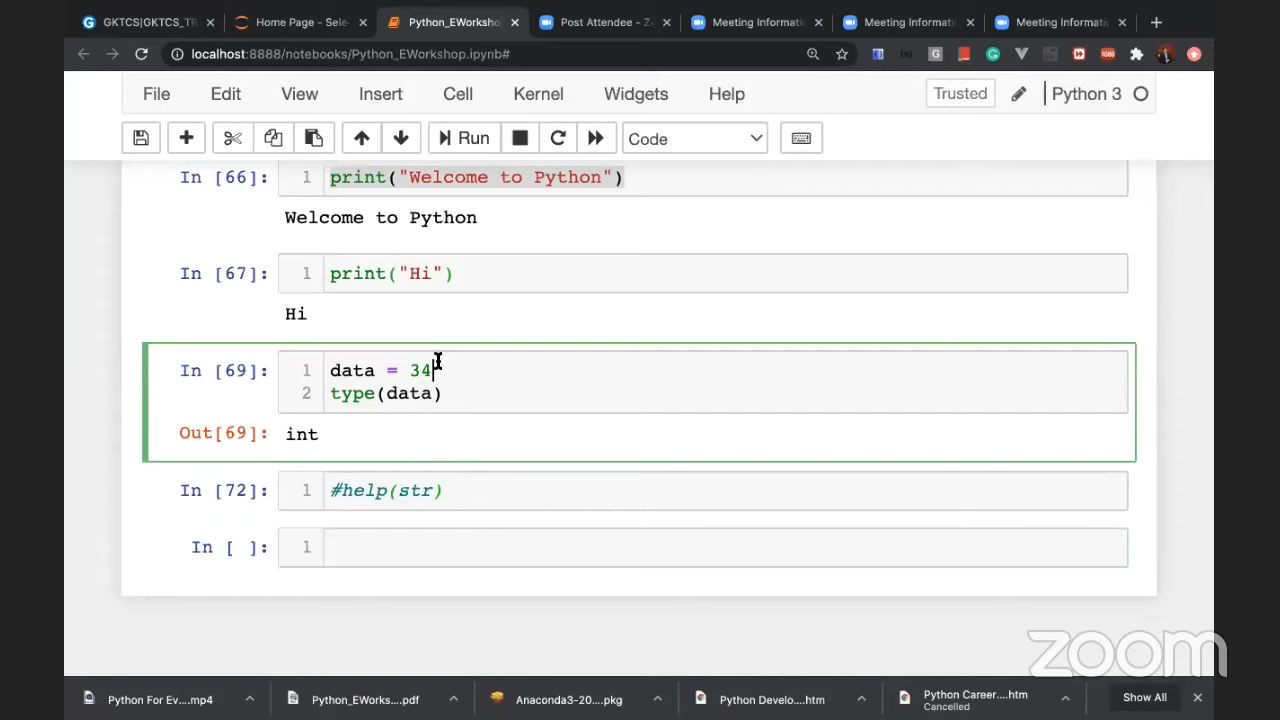 GKTCS|GKTCS_TR
Home Page - Sele
Python_EWorksho
Post Attendee - Z
Meeting Informati
Meeting Informati
Meeting Informati
localhost:8888/notebooks/Python_EWorkshop.ipynb#
File Edit View Insert Cell Kernel Widgets Help Trusted Python 3
Run Code
In [66]: 1 print("Welcome to Python")
Welcome to Python
In [67]: 1 print("Hi")
Hi
In [69]: 1 data = 34
2 type(data)
Out[69]: int
In [72]: 1 #help(str)
In [ ]: 1
zoom
Python For Ev....mp4
Python_EWorks....pdf
Anaconda3-20....pkg
Python Develo....htm
Python Career....htm
Cancelled
Show All